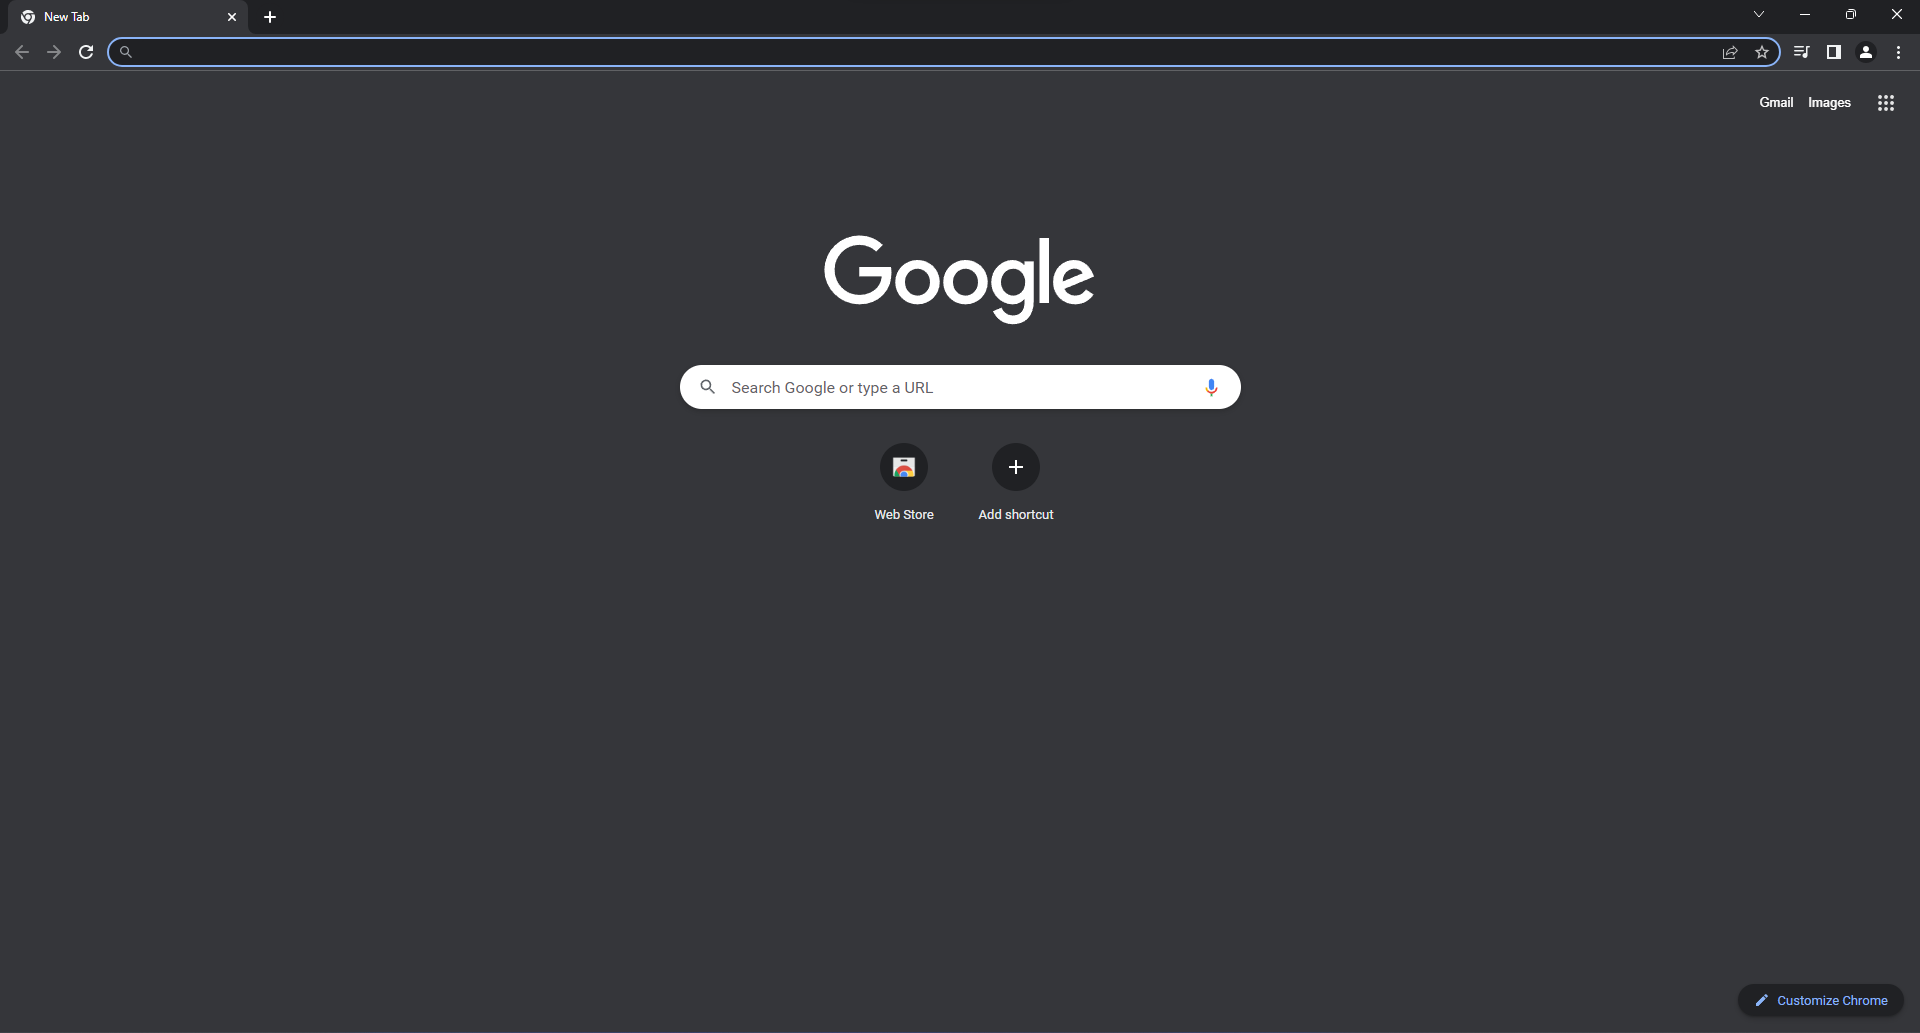 New Tab
Gmail Images
Google
Search Google or type a URL
Web Store
Add shortcut
Customize Chrome